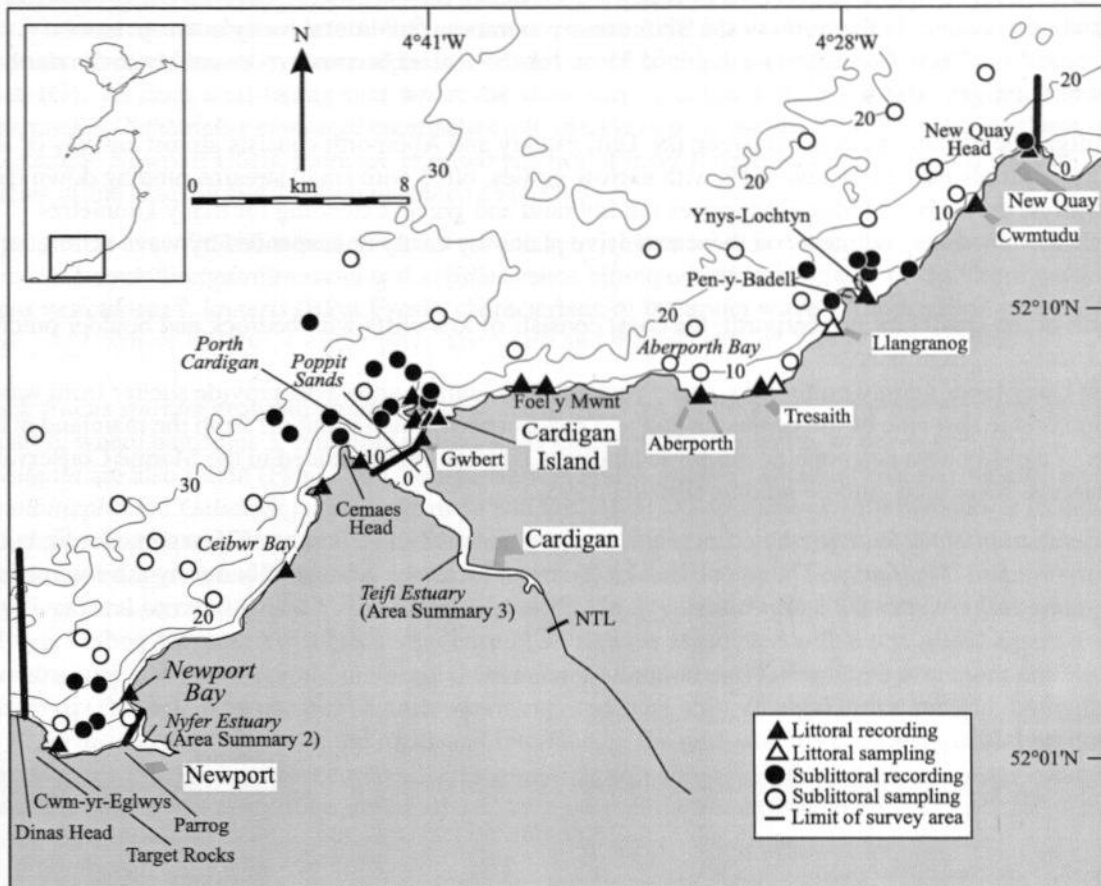 4°41'W
4°28'W
N
0 km 8
30
20
20
20
New Quay
Head
0
New Quay
10
Cwmtudu
Ynys-Lochtyn
Pen-y-Badell
52°10'N
Llangranog
20
Aberporth Bay
10
Porth
Cardigan
Poppit
Sands
Foel y Mwnt
Tresaith
Aberporth
Cardigan
Island
Gwbert
10
0
Cemaes
Head
30
Ceibwr Bay
Cardigan
Teifi Estuary
(Area Summary 3)
NTL
20
Newport
Bay
Nyfer Estuary
(Area Summary 2)
Newport
Cwm-yr-Eglwys
Dinas Head
Parrog
Target Rocks
52°01'N
Littoral recording
Littoral sampling
Sublittoral recording
Sublittoral sampling
Limit of survey area